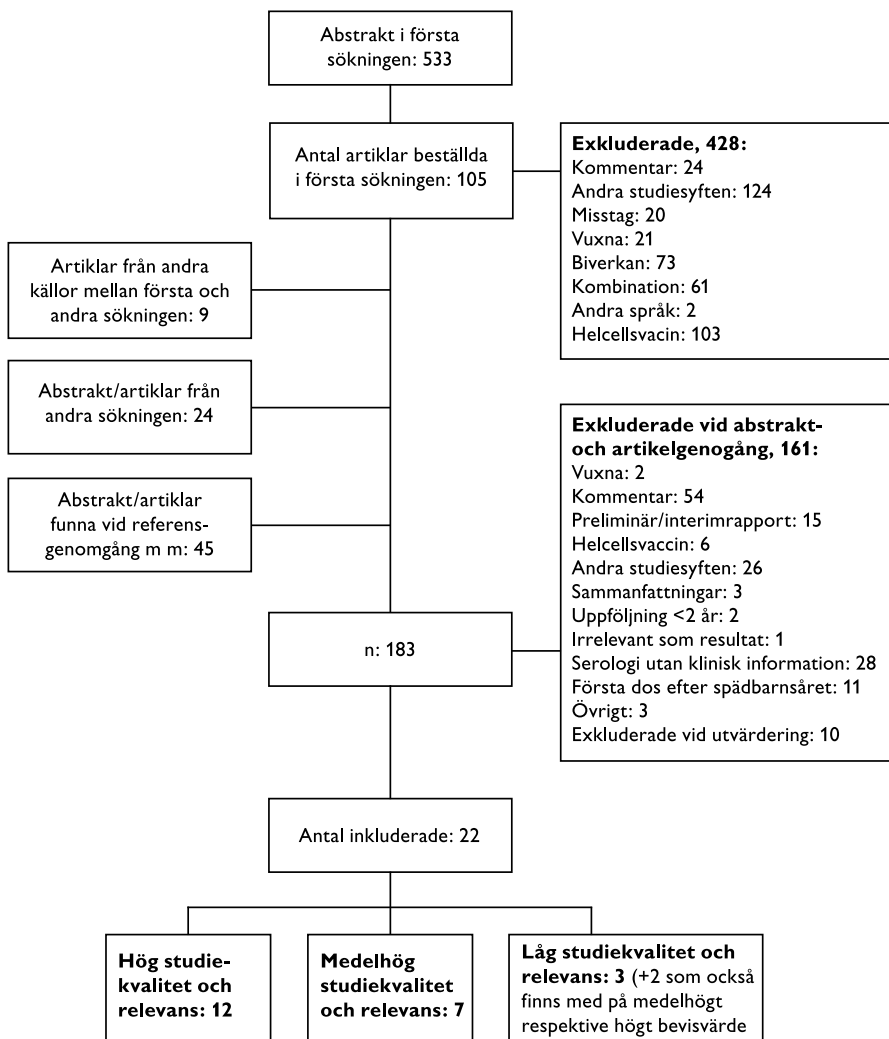 Abstrakt i första
sökningen: 533
Antal artiklar beställda
i första sökningen: 105
Exkluderade, 428:
Kommentar: 24
Andra studiesyften: 124
Misstag: 20
Vuxna: 21
Biverkan: 73
Kombination: 61
Andra språk: 2
Helcellsvacin: 103
Artiklar från andra
källor mellan första och
andra sökningen: 9
Abstrakt/artiklar från
andra sökningen: 24
Abstrakt/artiklar
funna vid referens-
genomgång m m: 45
Exkluderade vid abstrakt-
och artikelgenogång, 161:
Vuxna: 2
Kommentar: 54
Preliminär/interimrapport: 15
Helcellsvaccin: 6
Andra studiesyften: 26
Sammanfattningar: 3
Uppföljning <2 år: 2
Irrelevant som resultat: 1
Serologi utan klinisk information: 28
Första dos efter spädbarnsåret: 11
Övrigt: 3
Exkluderade vid utvärdering: 10
n: 183
Antal inkluderade: 22
Hög studie-
kvalitet och
relevans: 12
Medelhög
studiekvalitet
och relevans: 7
Låg studiekvalitet och
relevans: 3 (+2 som också
finns med på medelhögt
respektive högt bevisvärde